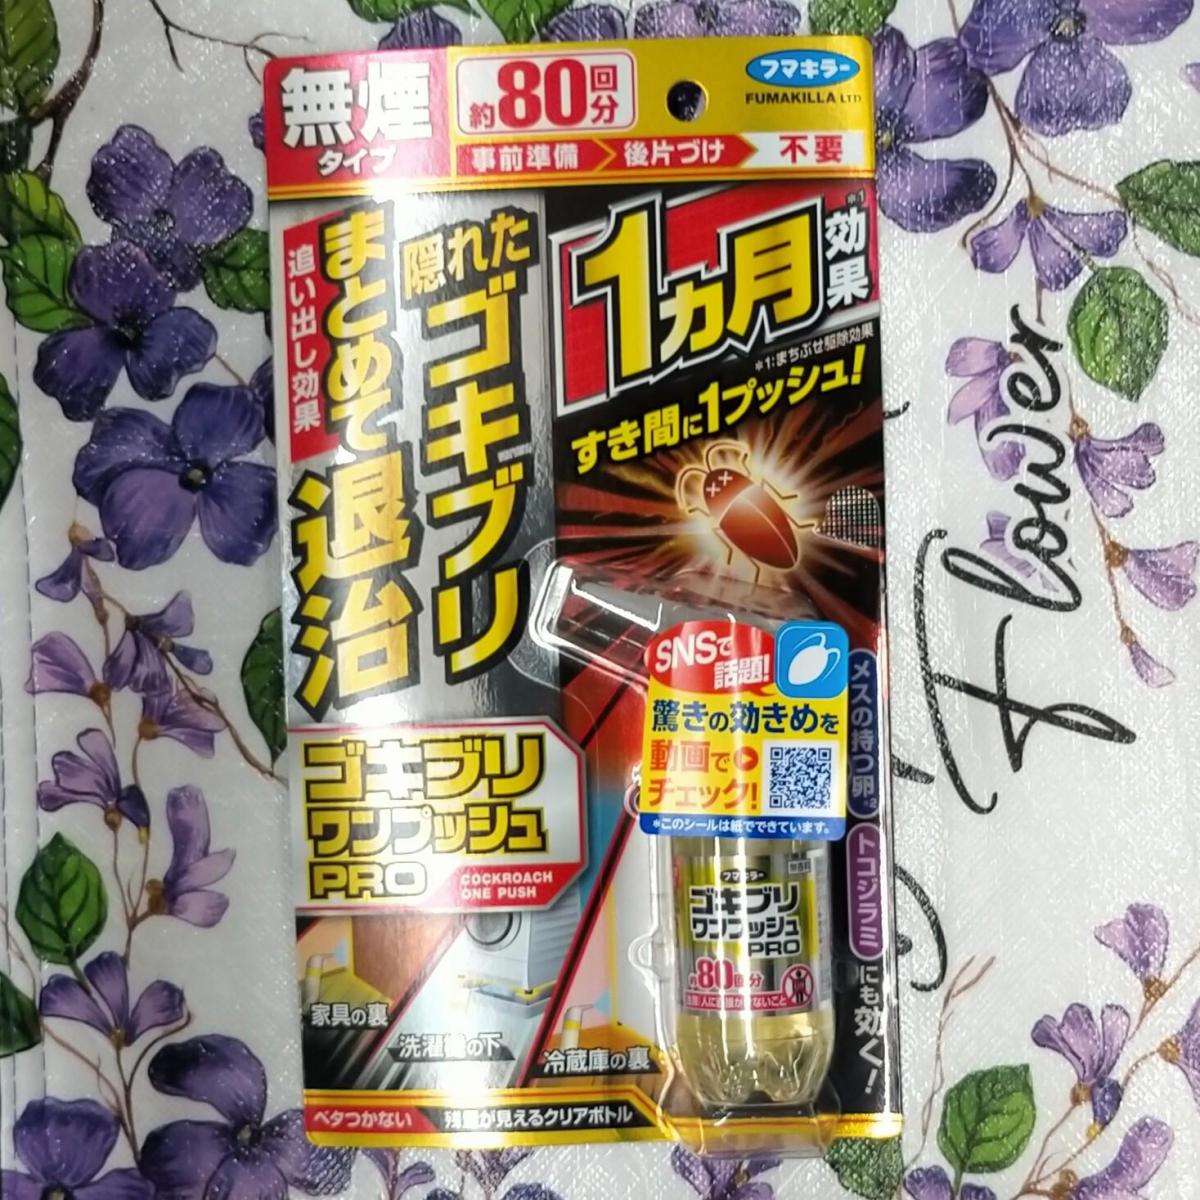 無煙
タイプ
約80回分
フマキラー
FUMAKILLA LTD
事前準備 後片づけ 不要
隠れた
ゴキブリ
まとめて退治
追い出し効果
1ヵ月
効果
*1
*1:まちぶせ駆除効果
すき間に1プッシュ!
SNSで
話題!
驚きの効きめを
動画で
チェック!
*このシールは紙でできています。
メスの持つ卵
*2
トコジラミ
にも効く!
ゴキブリ
ワンプッシュ
PRO
COCKROACH
ONE PUSH
フマキラー
ゴキブリ
ワンプッシュ
PRO
約80回分
家具の裏
洗濯機の下
冷蔵庫の裏
ベタつかない
残量が見えるクリアボトル
Flower